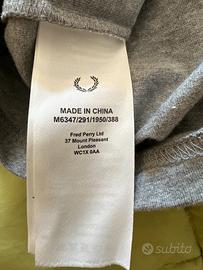 MADE IN CHINA
M6347/291/1950/388
Fred Perry Ltd
37 Mount Pleasant
London
WC1X 0AA
subito